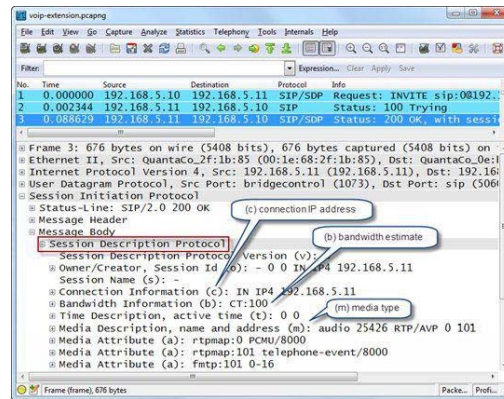 voip-extension.pcapng
File Edit View Go Capture Analyze Statistics Telephony Tools Internals Help
Filter: Expression... Clear Apply Save
No. Time Source Destination Protocol Info
1 0.000000 192.168.5.10 192.168.5.11 SIP/SDP Request: INVITE sip:
2 0.002344 192.168.5.11 192.168.5.10 SIP Status: 100 Trying
3 0.088629 192.168.5.11 192.168.5.10 SIP/SDP Status: 200 OK, with sessi
Frame 3: 676 bytes on wire (5408 bits), 676 bytes captured (5408 bits) on
Ethernet II, Src: QuantaCo_2f:1b:85 (00:1e:68:2f:1b:85), Dst: QuantaCo_0e:
Internet Protocol Version 4, Src: 192.168.5.11 (192.168.5.11), Dst: 192.16
User Datagram Protocol, Src Port: bridgecontrol (1073), Dst Port: sip (506
Session Initiation Protocol
Status-Line: SIP/2.0 200 OK
(c) connection IP address
Message Header
Message Body
(b) bandwidth estimate
Session Description Protocol
Session Description Protocol Version (v):
Owner/Creator, Session Id (o): - 0 0 IN IP4 192.168.5.11
Session Name (s): -
Connection Information (c): IN IP4 192.168.5.11
Bandwidth Information (b): CT:100
(m) media type
Time Description, active time (t): 0 0
Media Description, name and address (m): audio 25426 RTP/AVP 0 101
Media Attribute (a): rtpmap:0 PCMU/8000
Media Attribute (a): rtpmap:101 telephone-event/8000
Media Attribute (a): fmtp:101 0-16
Frame (frame), 676 bytes Packe... Profi...